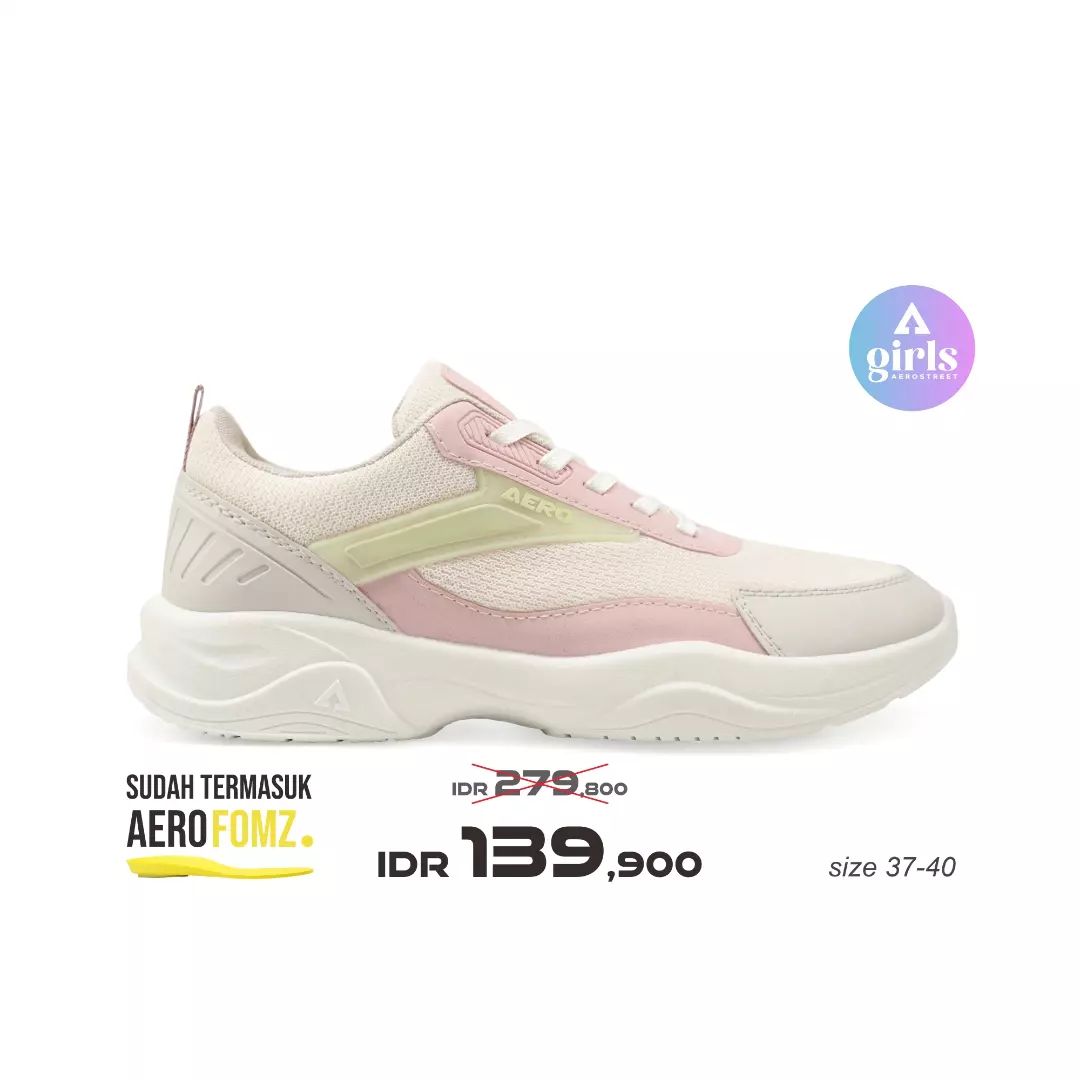 girls
AEROSTREET
AERO
SUDAH TERMASUK
AEROFOMZ.
IDR 279,800
IDR 139,900
size 37-40